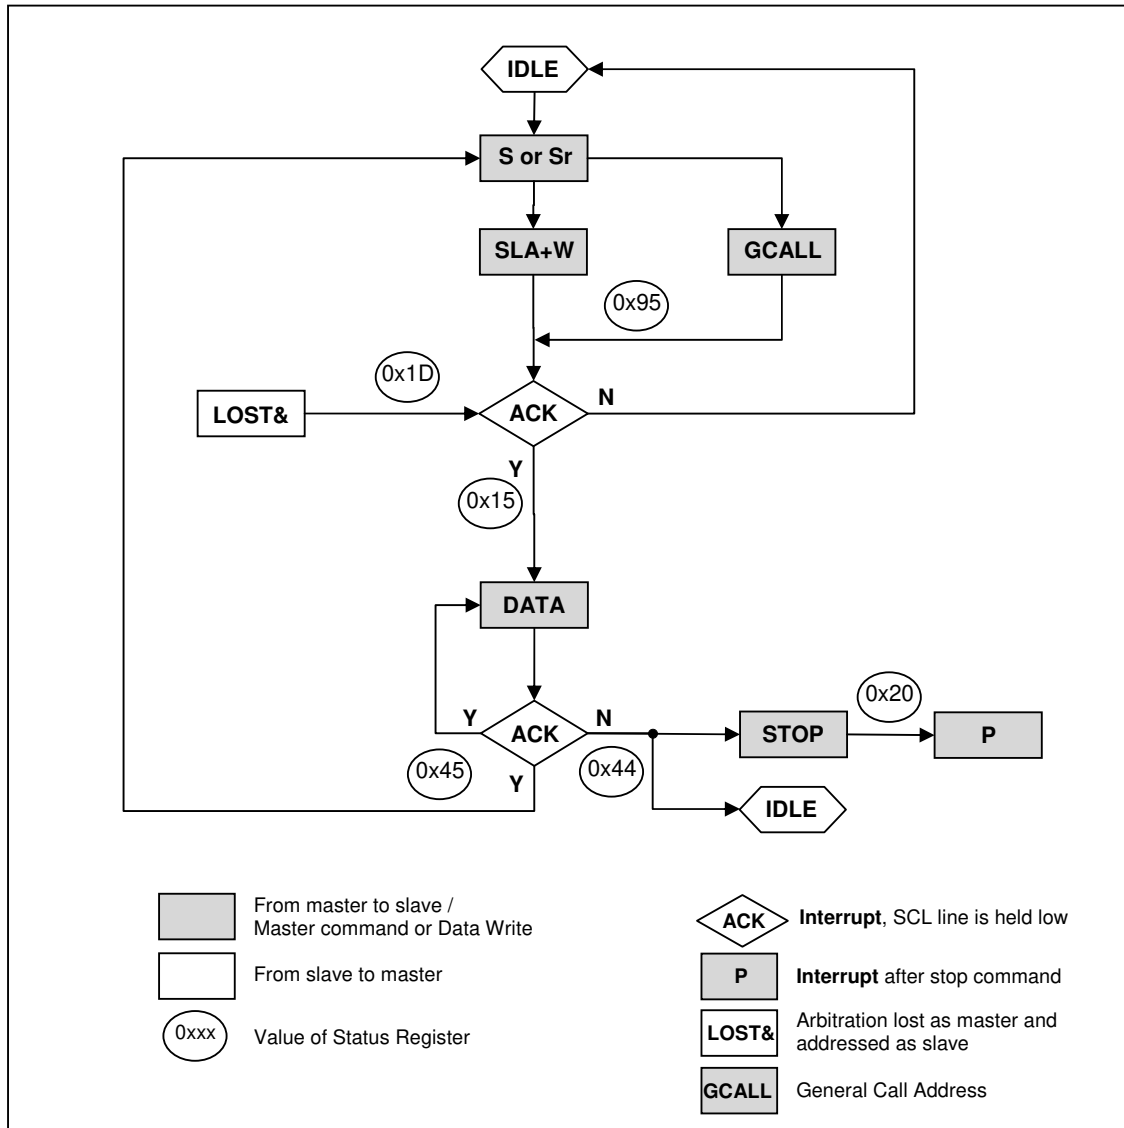 IDLE
S or Sr
SLA+W
GCALL
0x95
0x1D
LOST&
ACK
N
Y
0x15
DATA
Y
ACK
N
0x20
STOP
P
0x45
Y
0x44
IDLE
From master to slave /
Master command or Data Write
From slave to master
0xxx
Value of Status Register
ACK
Interrupt, SCL line is held low
P
Interrupt after stop command
LOST&
Arbitration lost as master and
addressed as slave
GCALL
General Call Address